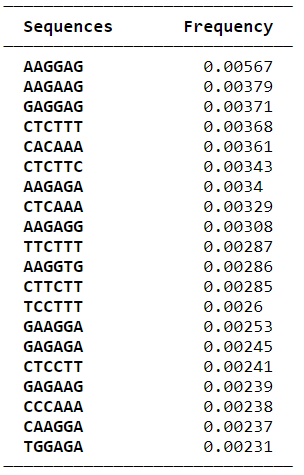 Sequences Frequency
AAGGAG 0.00567
AAGAAG 0.00379
GAGGAG 0.00371
CTCTTT 0.00368
CACAAA 0.00361
CTCTTC 0.00343
AAGAGA 0.0034
CTCAAA 0.00329
AAGAGG 0.00308
TTCTTT 0.00287
AAGGTG 0.00286
CTTCTT 0.00285
TCCTTT 0.0026
GAAGGA 0.00253
GAGAGA 0.00245
CTCCTT 0.00241
GAGAAG 0.00239
CCCAAA 0.00238
CAAGGA 0.00237
TGGAGA 0.00231